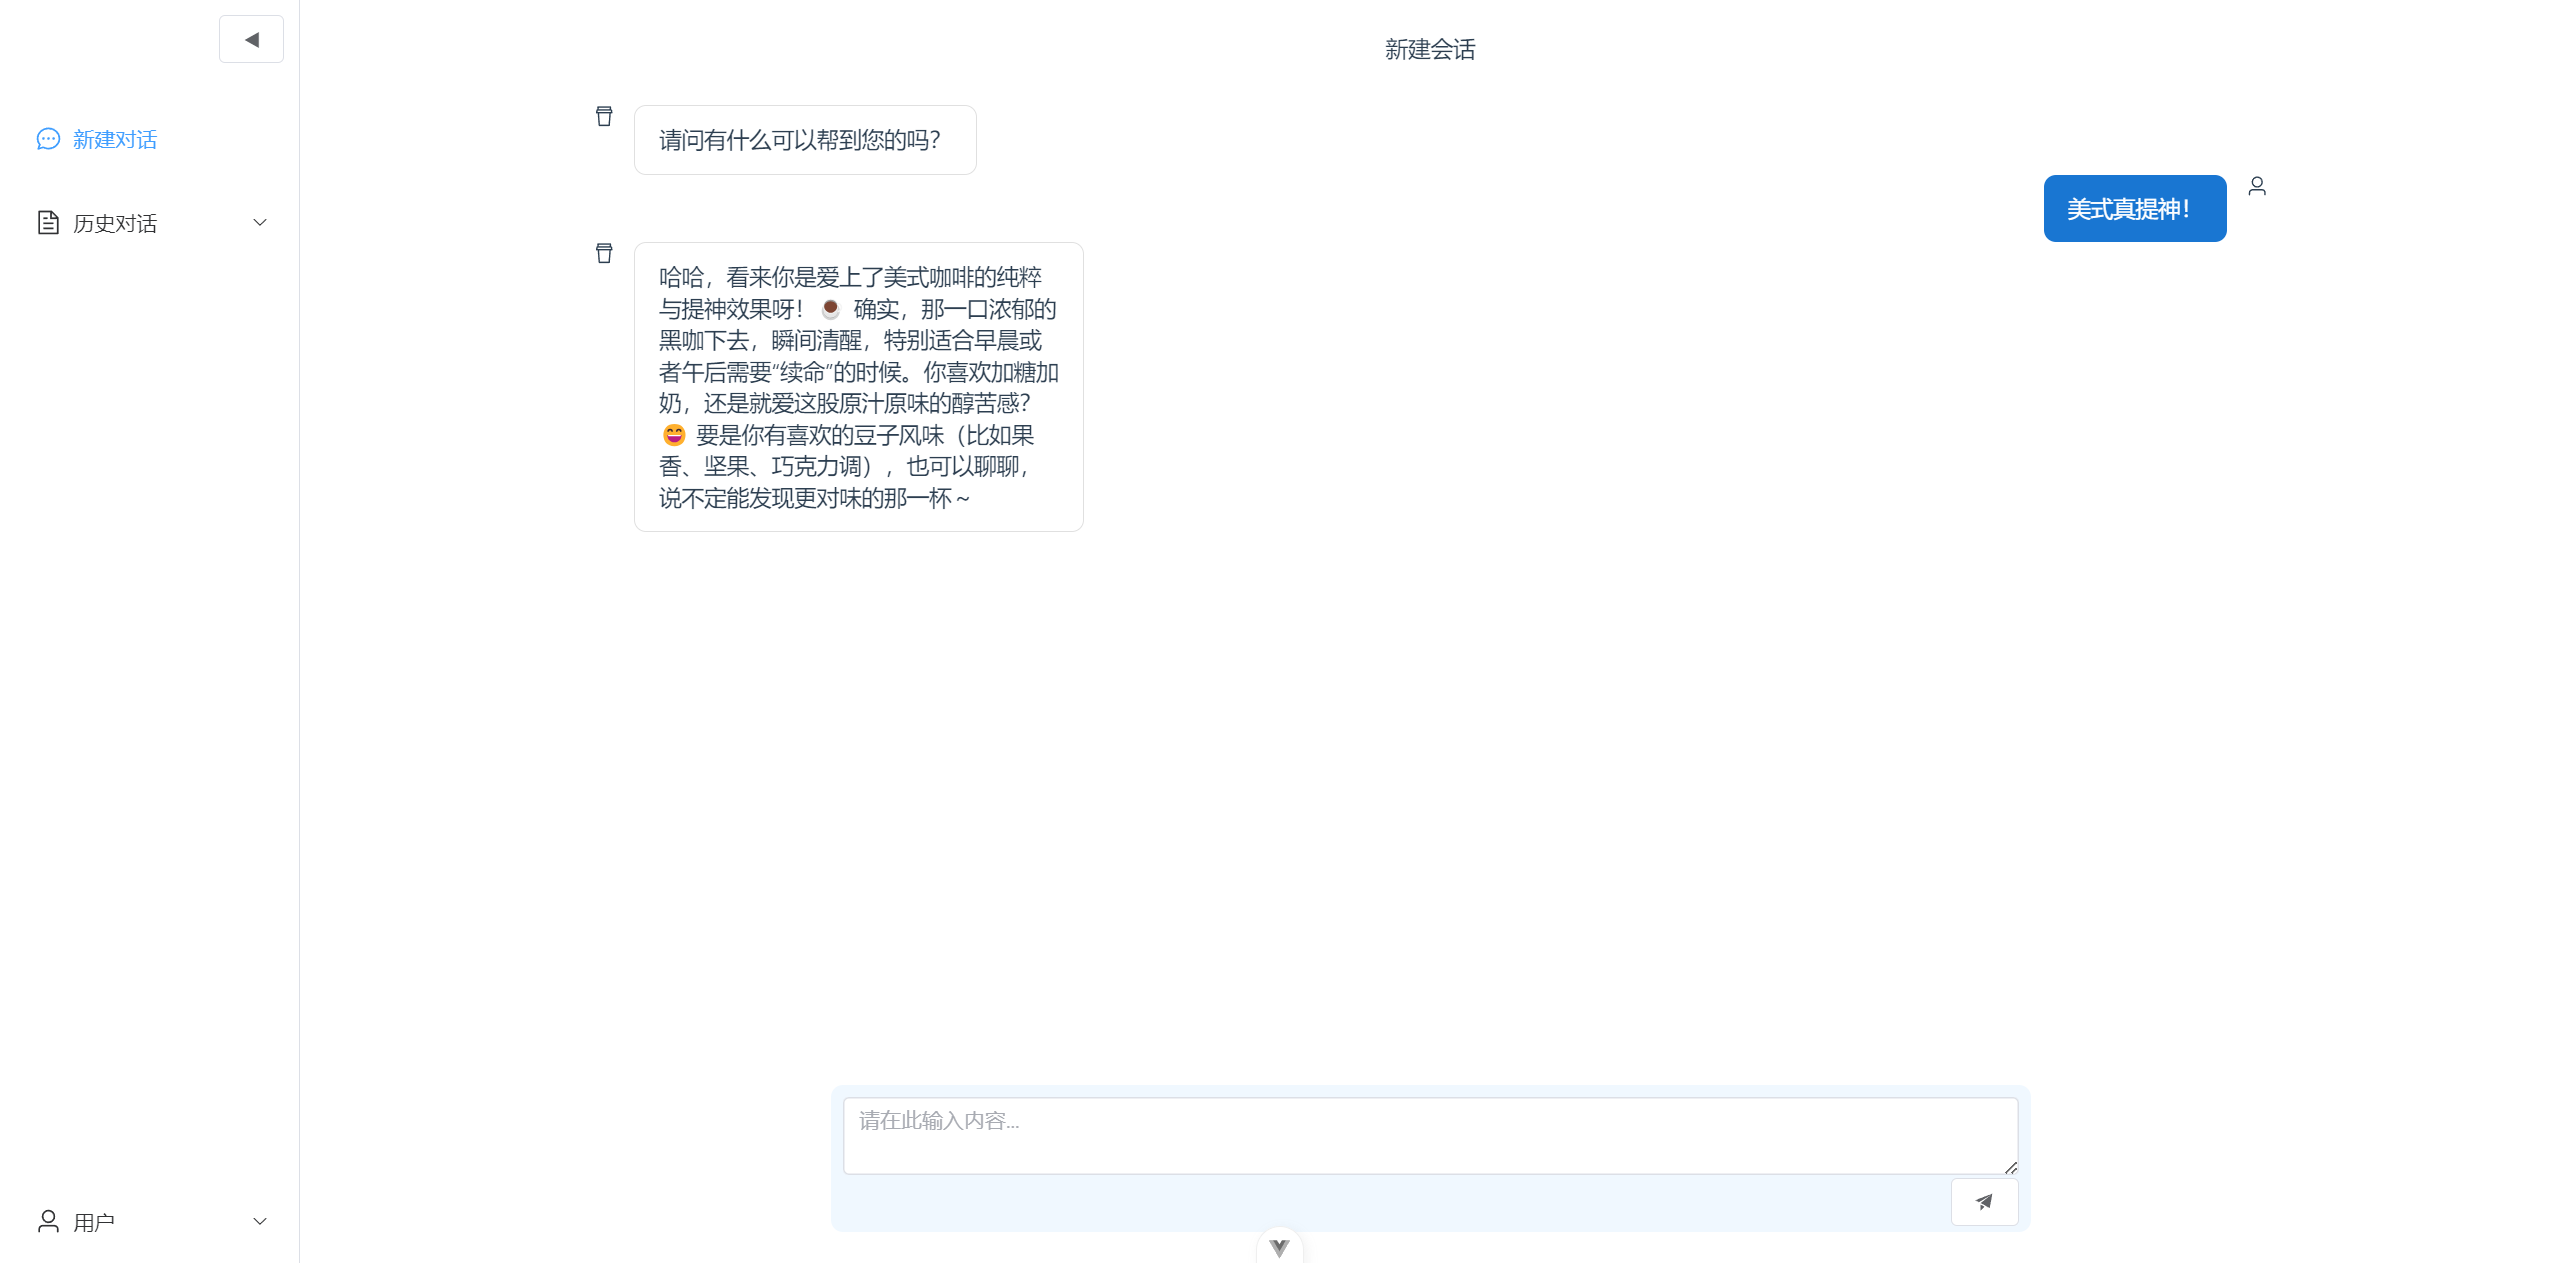 新建会话
新建对话
历史对话
请问有什么可以帮到您的吗？
美式真提神！
哈哈，看来你是爱上了美式咖啡的纯粹
与提神效果呀！☕ 确实，那一口浓郁的
黑咖下去，瞬间清醒，特别适合早晨或
者午后需要“续命”的时候。你喜欢加糖加
奶，还是就爱这股原汁原味的醇苦感？
😄 要是你有喜欢的豆子风味（比如果
香、坚果、巧克力调），也可以聊聊，
说不定能发现更对味的那一杯～
请在此输入内容...
用户